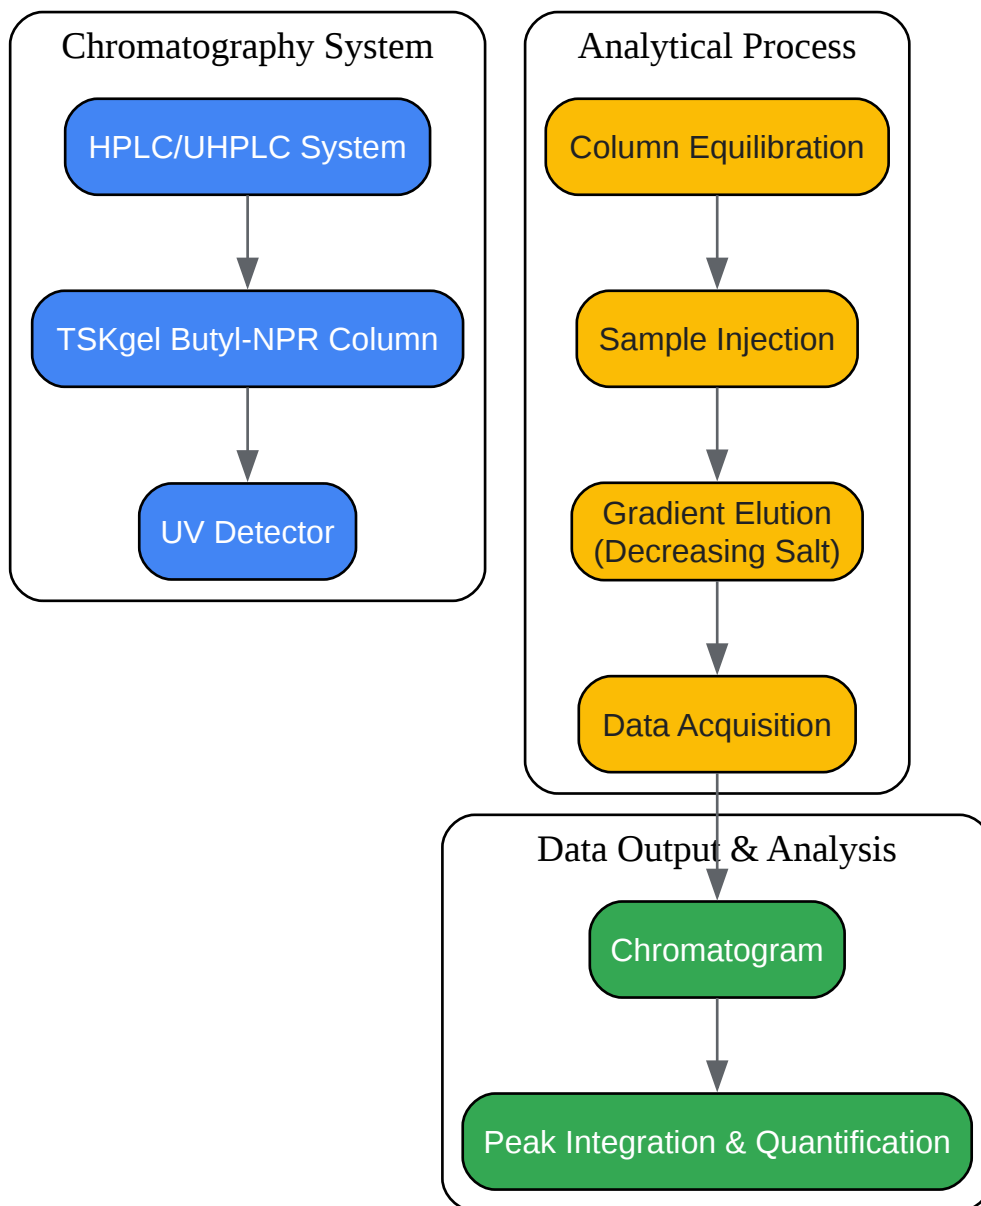 Chromatography System
HPLC/UHPLC System
TSKgel Butyl-NPR Column
UV Detector
Analytical Process
Column Equilibration
Sample Injection
Gradient Elution
(Decreasing Salt)
Data Acquisition
Data Output & Analysis
Chromatogram
Peak Integration & Quantification